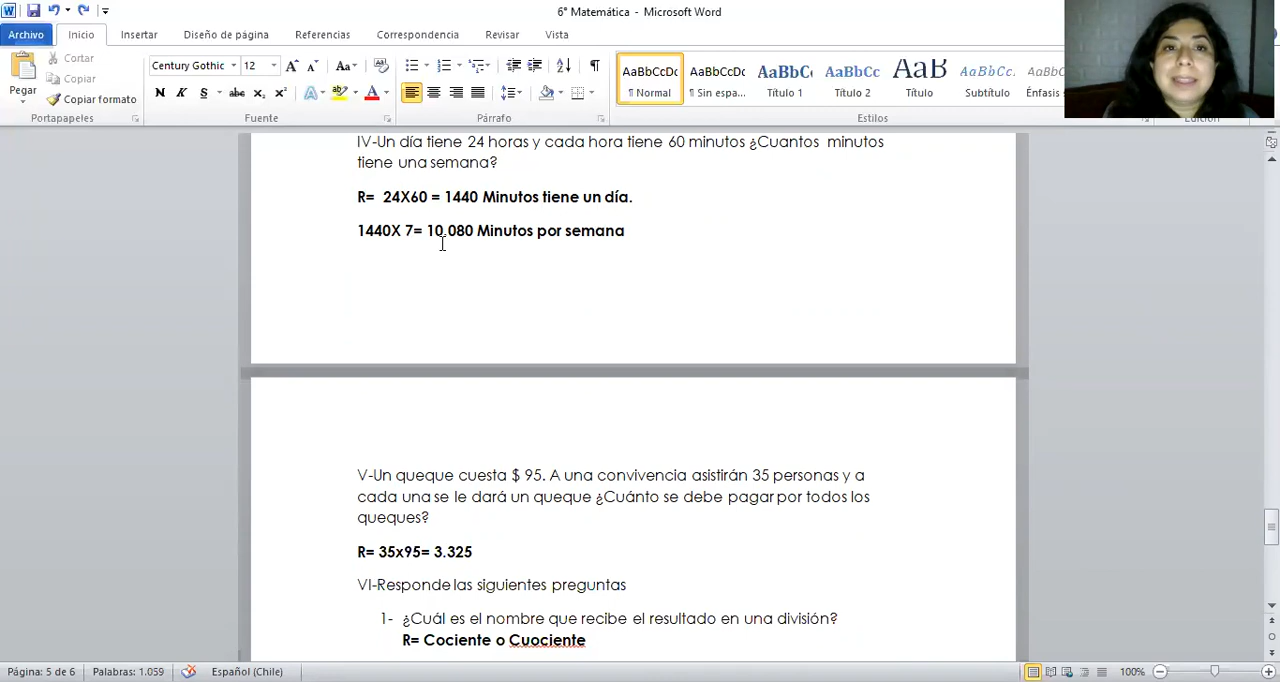 6° Matemática - Microsoft Word
Archivo Inicio Insertar Diseño de página Referencias Correspondencia Revisar Vista
Pegar
Cortar
Copiar
Copiar formato
Portapapeles
Century Gothic 12
Fuente
Párrafo
AaBbCcDc AaBbCcDc AaBbC AaBbCc AaB AaBbCc. AaBbC
¶ Normal ¶ Sin espa... Título 1 Título 2 Título Subtítulo Énfasis
Estilos
Edición
IV-Un día tiene 24 horas y cada hora tiene 60 minutos ¿Cuantos minutos
tiene una semana?
R= 24X60 = 1440 Minutos tiene un día.
1440X 7= 10.080 Minutos por semana
V-Un queque cuesta $ 95. A una convivencia asistirán 35 personas y a
cada una se le dará un queque ¿Cuánto se debe pagar por todos los
queques?
R= 35x95= 3.325
VI-Responde las siguientes preguntas
1- ¿Cuál es el nombre que recibe el resultado en una división?
R= Cociente o Cuociente
Página: 5 de 6 Palabras: 1.059 Español (Chile) 100%